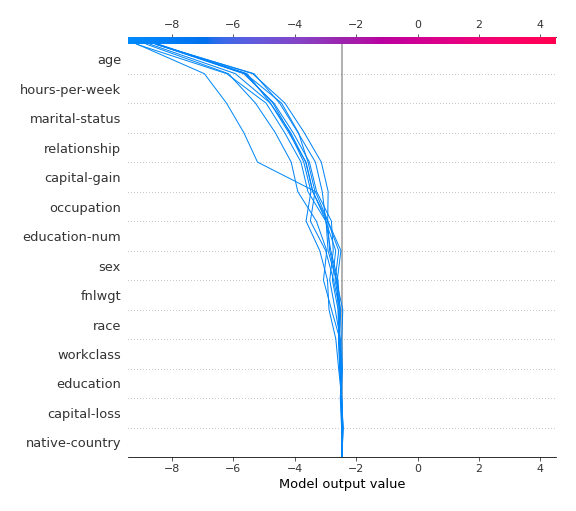 −8 −6 −4 −2 0 2 4
age
hours-per-week
marital-status
relationship
capital-gain
occupation
education-num
sex
fnlwgt
race
workclass
education
capital-loss
native-country
−8 −6 −4 −2 0 2 4
Model output value